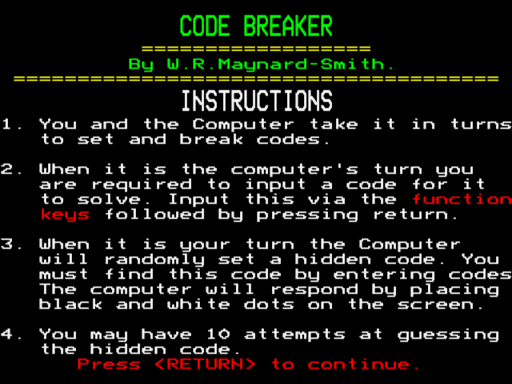 CODE BREAKER
==================
By W.R.Maynard-Smith.
======================================
INSTRUCTIONS
1. You and the Computer take it in turns
to set and break codes.
2. When it is the computer's turn you
are required to input a code for it
to solve. Input this via the function
keys followed by pressing return.
3. When it is your turn the Computer
will randomly set a hidden code. You
must find this code by entering codes
The computer will respond by placing
black and white dots on the screen.
4. You may have 10 attempts at guessing
the hidden code.
Press <RETURN> to continue.